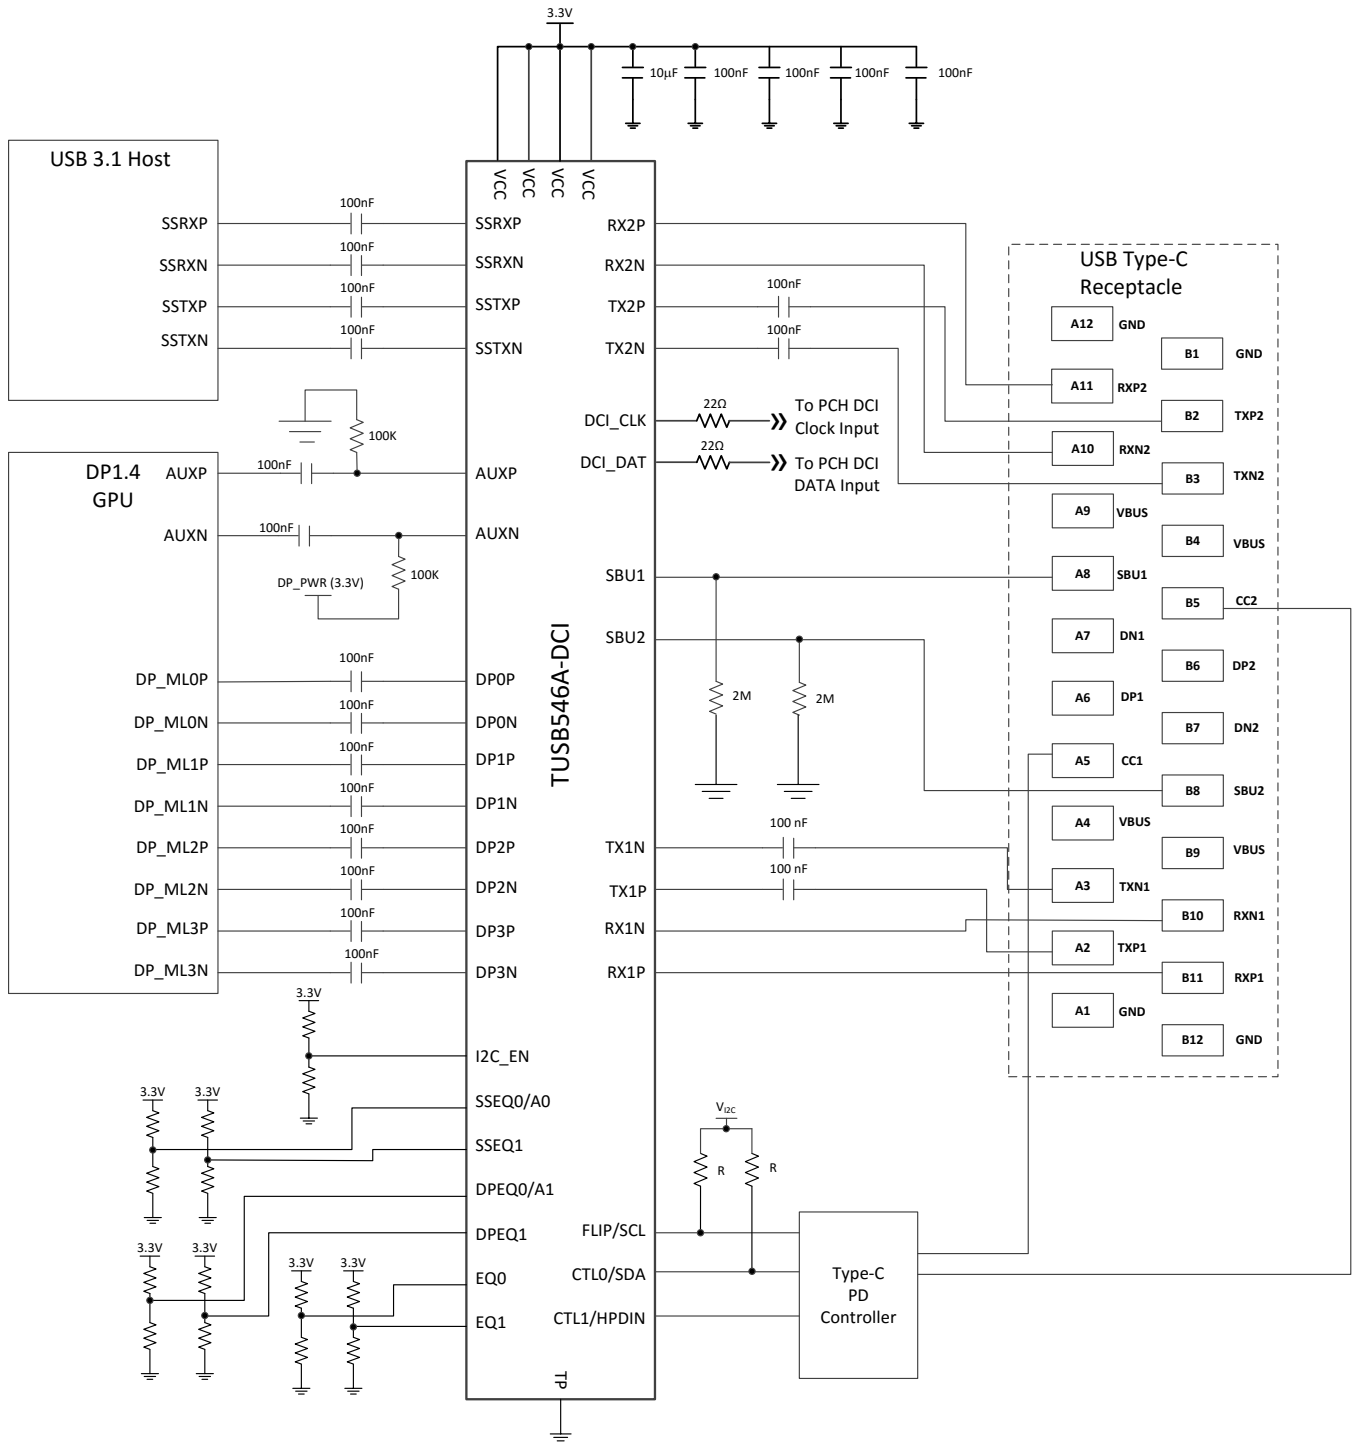 3.3V
10µF
100nF
100nF
100nF
100nF
USB 3.1 Host
SSRXP
SSRXN
SSTXP
SSTXN
100nF
100nF
100nF
100nF
VCC
VCC
VCC
VCC
SSRXP
SSRXN
SSTXP
SSTXN
RX2P
RX2N
TX2P
TX2N
100nF
100nF
DCI_CLK
22Ω
To PCH DCI
Clock Input
DCI_DAT
22Ω
To PCH DCI
DATA Input
100K
DP1.4
GPU
AUXP
100nF
AUXP
AUXN
100nF
AUXN
100K
DP_PWR (3.3V)
SBU1
SBU2
2M
2M
TUSB546A-DCI
DP_ML0P
100nF
DP0P
DP_ML0N
100nF
DP0N
DP_ML1P
100nF
DP1P
DP_ML1N
100nF
DP1N
DP_ML2P
100nF
DP2P
DP_ML2N
100nF
DP2N
DP_ML3P
100nF
DP3P
DP_ML3N
100nF
DP3N
TX1N
100 nF
TX1P
100 nF
RX1N
RX1P
USB Type-C
Receptacle
A12 GND
B1 GND
A11 RXP2
B2 TXP2
A10 RXN2
B3 TXN2
A9 VBUS
B4 VBUS
A8 SBU1
B5 CC2
A7 DN1
B6 DP2
A6 DP1
B7 DN2
A5 CC1
B8 SBU2
A4 VBUS
B9 VBUS
A3 TXN1
B10 RXN1
A2 TXP1
B11 RXP1
A1 GND
B12 GND
3.3V
I2C_EN
3.3V
3.3V
SSEQ0/A0
SSEQ1
DPEQ0/A1
DPEQ1
3.3V
3.3V
3.3V
3.3V
EQ0
EQ1
VI2C
R
R
FLIP/SCL
CTL0/SDA
CTL1/HPDIN
Type-C
PD
Controller
TP